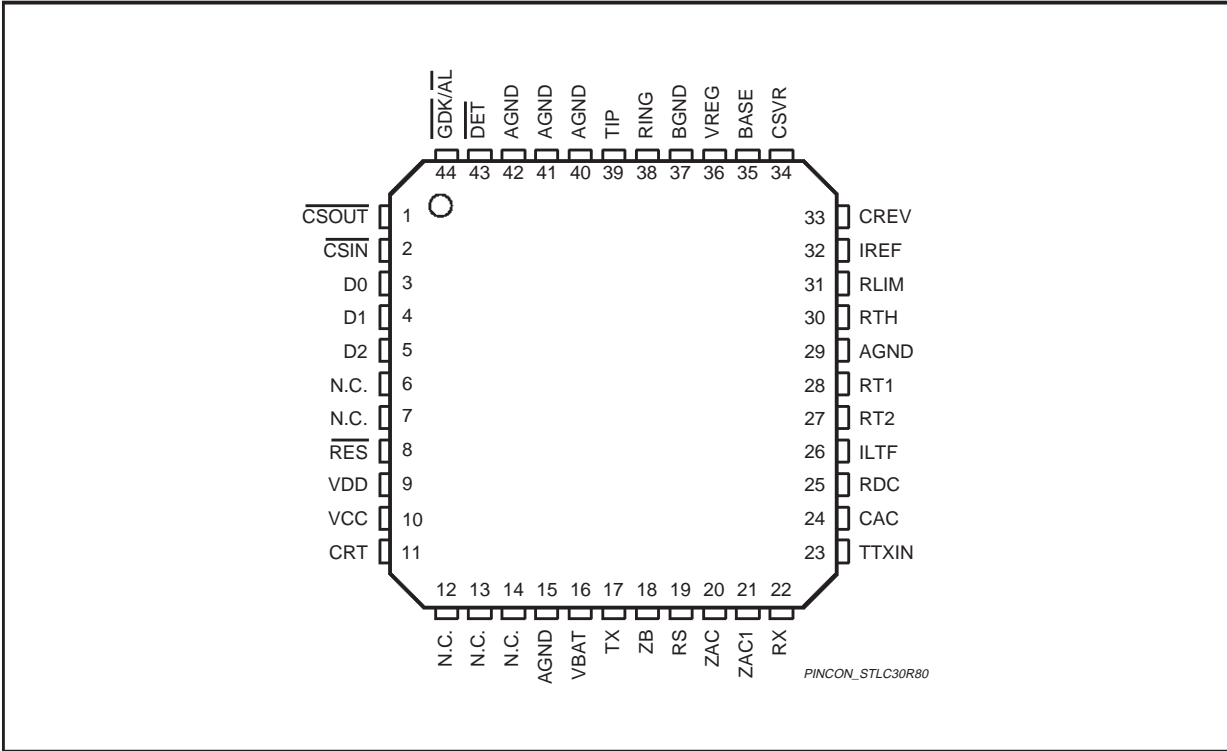 GDK/AL
DET
AGND
AGND
AGND
TIP
RING
BGND
VREG
BASE
CSVR
44 43 42 41 40 39 38 37 36 35 34
CSOUT 1
CSIN 2
D0 3
D1 4
D2 5
N.C. 6
N.C. 7
RES 8
VDD 9
VCC 10
CRT 11
33 CREV
32 IREF
31 RLIM
30 RTH
29 AGND
28 RT1
27 RT2
26 ILTF
25 RDC
24 CAC
23 TTXIN
12 13 14 15 16 17 18 19 20 21 22
N.C.
N.C.
N.C.
AGND
VBAT
TX
ZB
RS
ZAC
ZAC1
RX
PINCON_STLC30R80